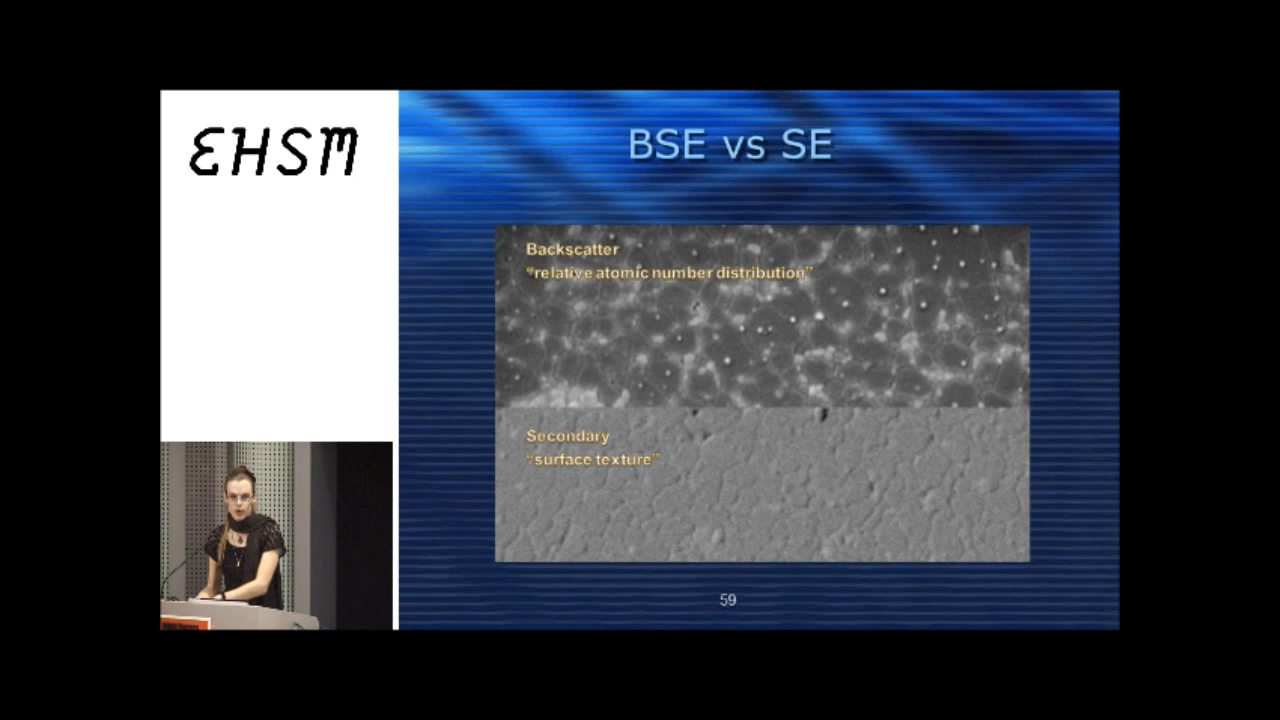 EHSM
BSE vs SE
Backscatter
"relative atomic number distribution"
Secondary
"surface texture"
59